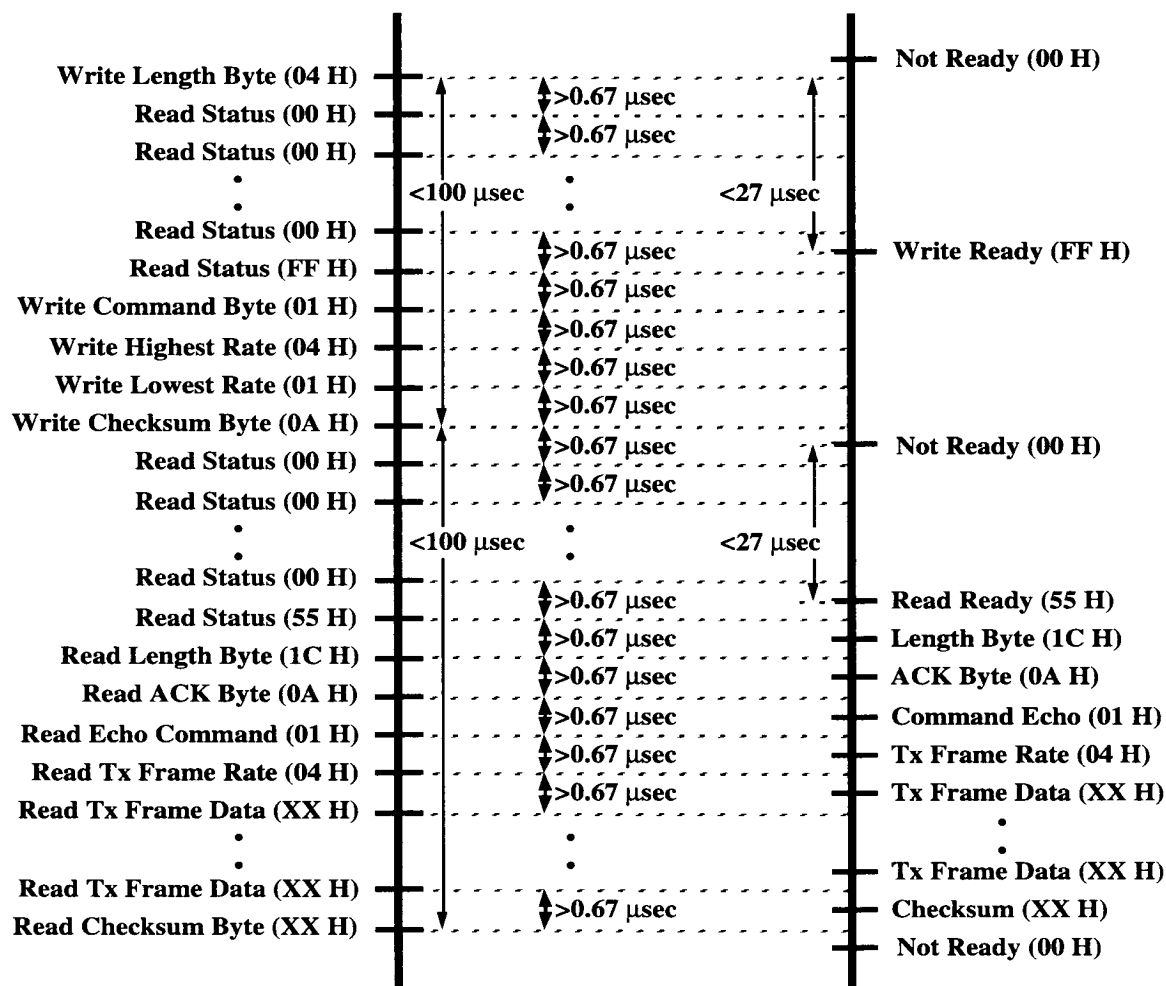 Not Ready (00 H)
Write Length Byte (04 H)
>0.67 µsec
Read Status (00 H)
>0.67 µsec
Read Status (00 H)
<100 µsec
<27 µsec
Read Status (00 H)
>0.67 µsec
Write Ready (FF H)
Read Status (FF H)
>0.67 µsec
Write Command Byte (01 H)
>0.67 µsec
Write Highest Rate (04 H)
>0.67 µsec
Write Lowest Rate (01 H)
>0.67 µsec
Write Checksum Byte (0A H)
>0.67 µsec
Not Ready (00 H)
Read Status (00 H)
>0.67 µsec
Read Status (00 H)
<100 µsec
<27 µsec
Read Status (00 H)
>0.67 µsec
Read Ready (55 H)
Read Status (55 H)
>0.67 µsec
Length Byte (1C H)
Read Length Byte (1C H)
>0.67 µsec
ACK Byte (0A H)
Read ACK Byte (0A H)
>0.67 µsec
Command Echo (01 H)
Read Echo Command (01 H)
>0.67 µsec
Tx Frame Rate (04 H)
Read Tx Frame Rate (04 H)
>0.67 µsec
Tx Frame Data (XX H)
Read Tx Frame Data (XX H)
Tx Frame Data (XX H)
Read Tx Frame Data (XX H)
>0.67 µsec
Checksum (XX H)
Read Checksum Byte (XX H)
Not Ready (00 H)